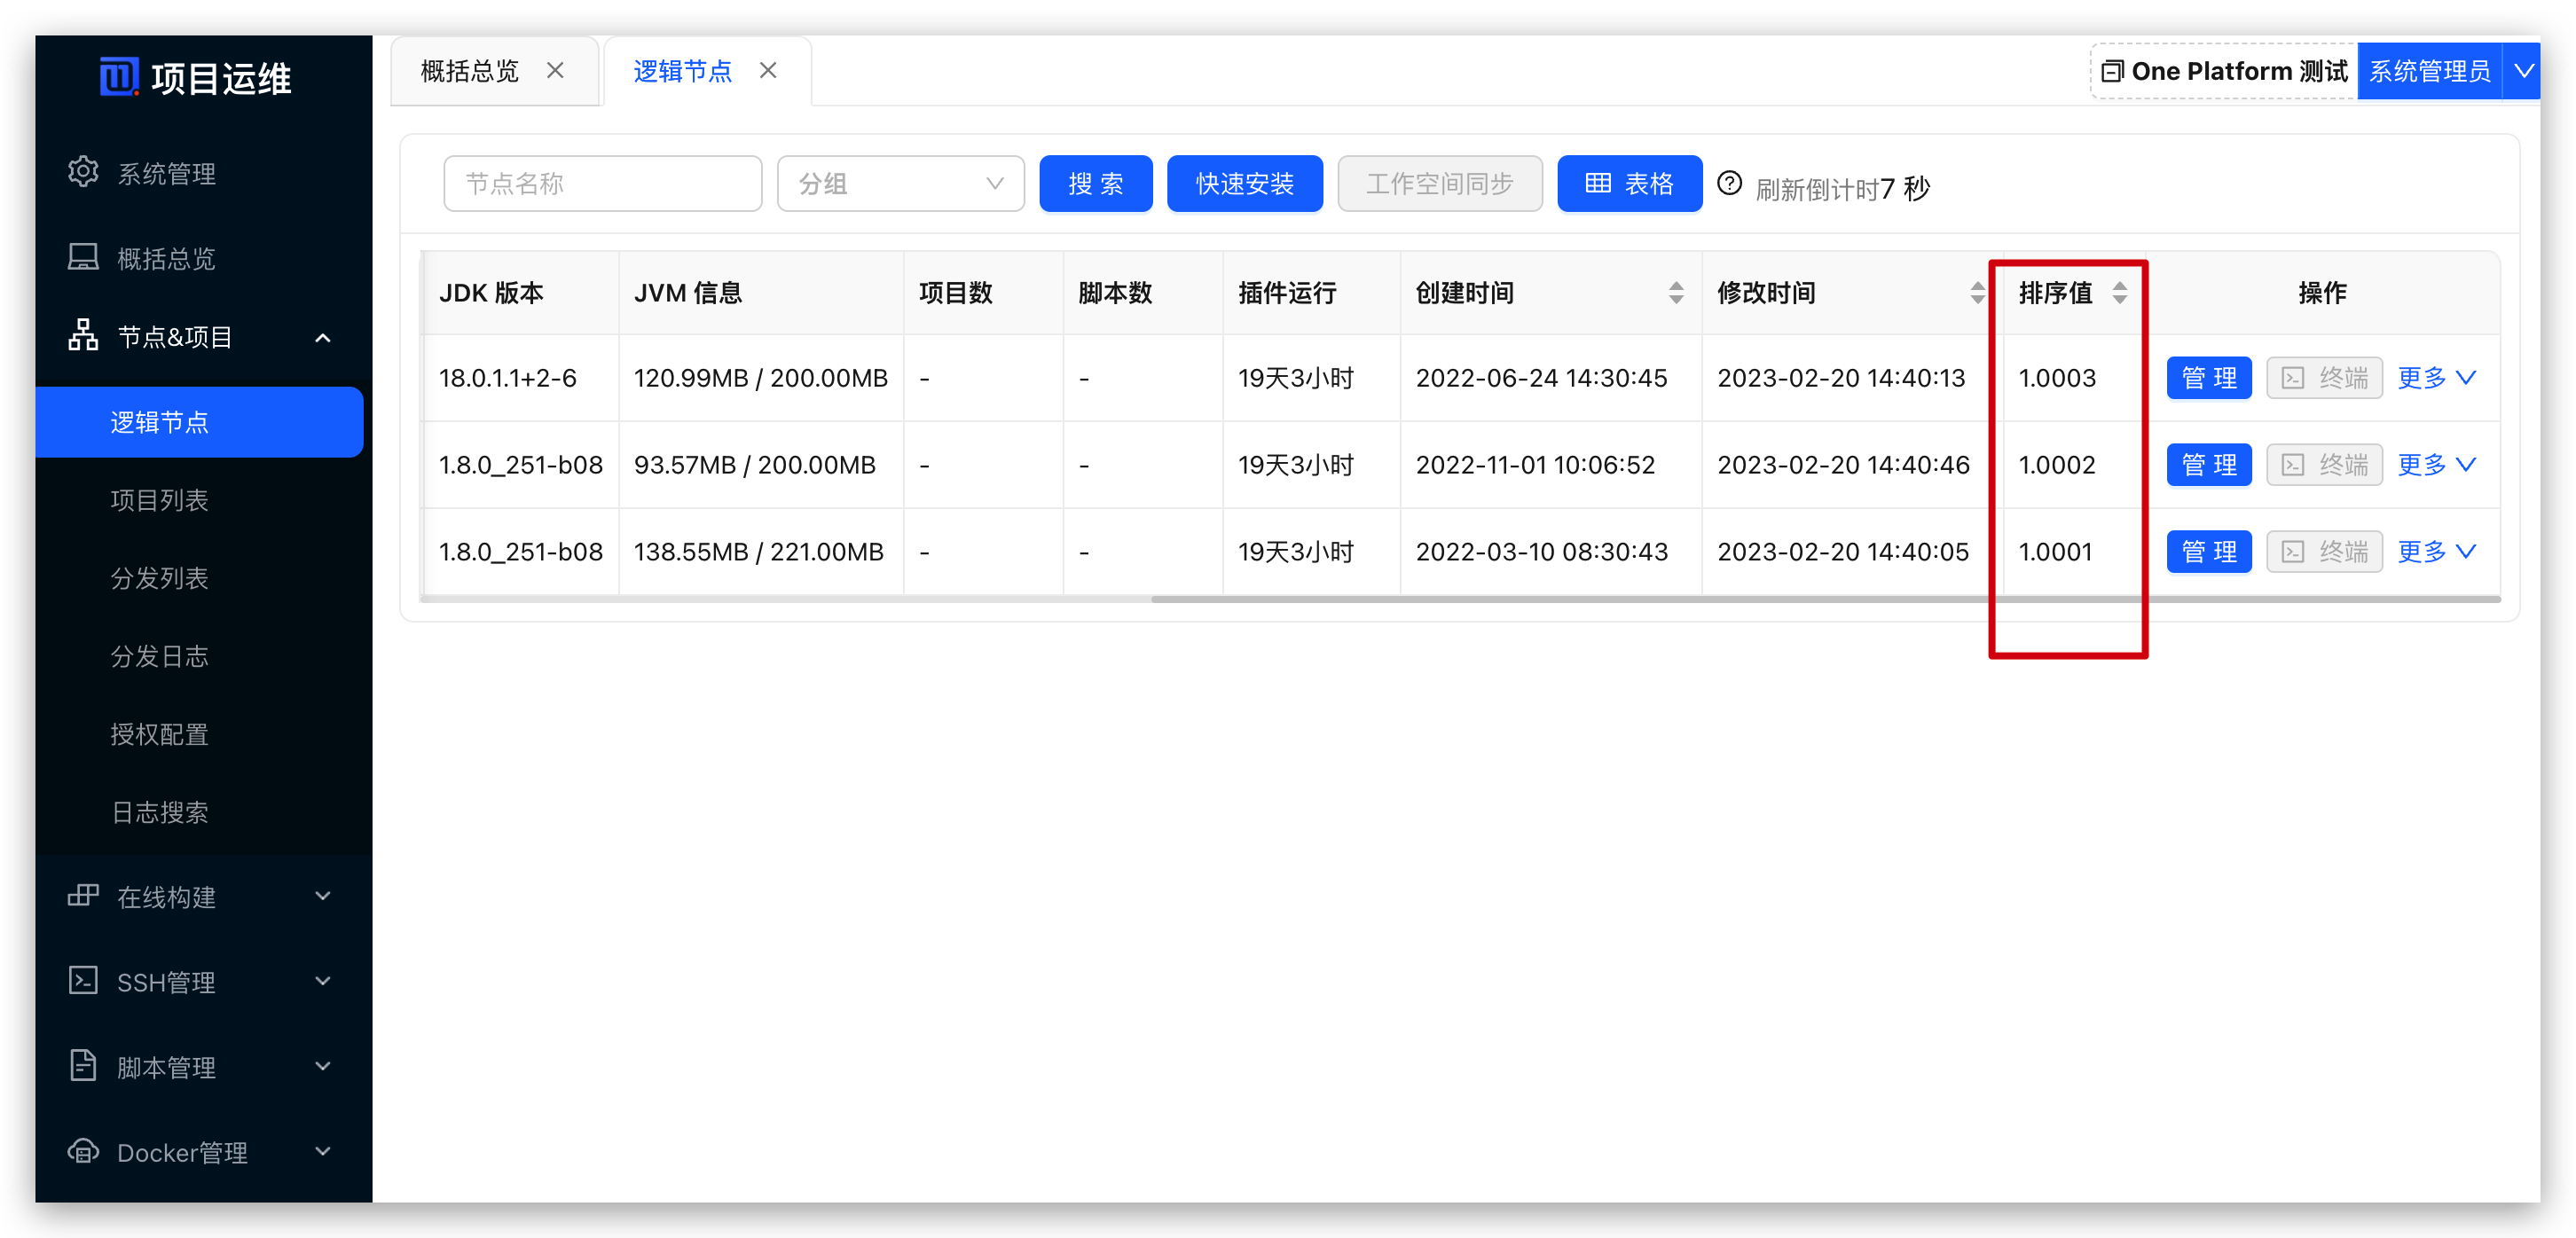 项目运维
概括总览
逻辑节点
One Platform 测试
系统管理员
系统管理
概括总览
节点&项目
逻辑节点
项目列表
分发列表
分发日志
授权配置
日志搜索
在线构建
SSH管理
脚本管理
Docker管理
节点名称
分组
搜 索
快速安装
工作空间同步
表格
刷新倒计时7 秒
JDK 版本 JVM 信息 项目数 脚本数 插件运行 创建时间 修改时间 排序值 操作
18.0.1.1+2-6 120.99MB / 200.00MB - - 19天3小时 2022-06-24 14:30:45 2023-02-20 14:40:13 1.0003 管 理 终端 更多
1.8.0_251-b08 93.57MB / 200.00MB - - 19天3小时 2022-11-01 10:06:52 2023-02-20 14:40:46 1.0002 管 理 终端 更多
1.8.0_251-b08 138.55MB / 221.00MB - - 19天3小时 2022-03-10 08:30:43 2023-02-20 14:40:05 1.0001 管 理 终端 更多